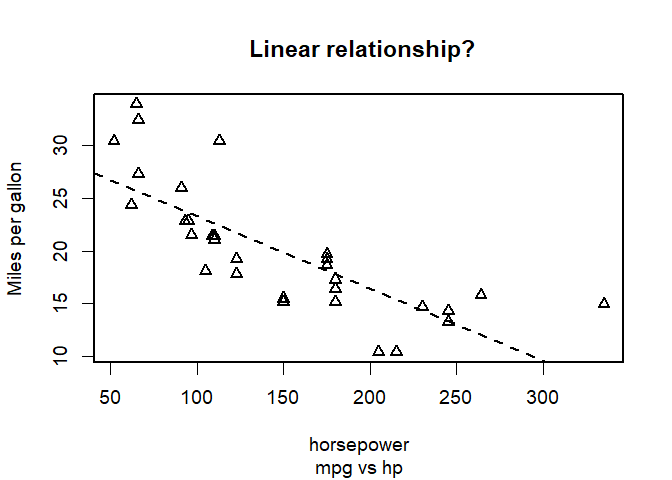 Linear relationship?
Miles per gallon
10 15 20 25 30
50 100 150 200 250 300
horsepower
mpg vs hp